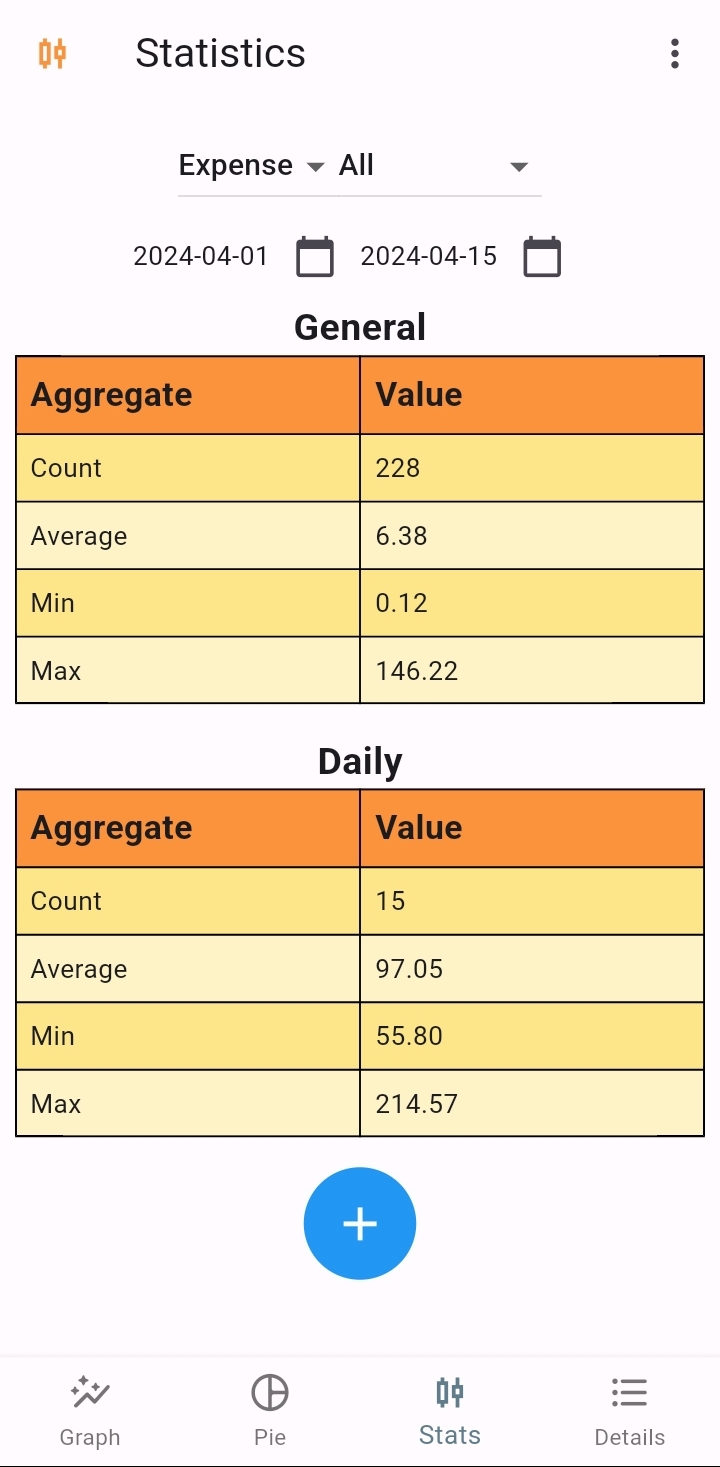 Statistics
Expense All
2024-04-01 2024-04-15
General
Aggregate Value
Count 228
Average 6.38
Min 0.12
Max 146.22
Daily
Aggregate Value
Count 15
Average 97.05
Min 55.80
Max 214.57
Graph Pie Stats Details